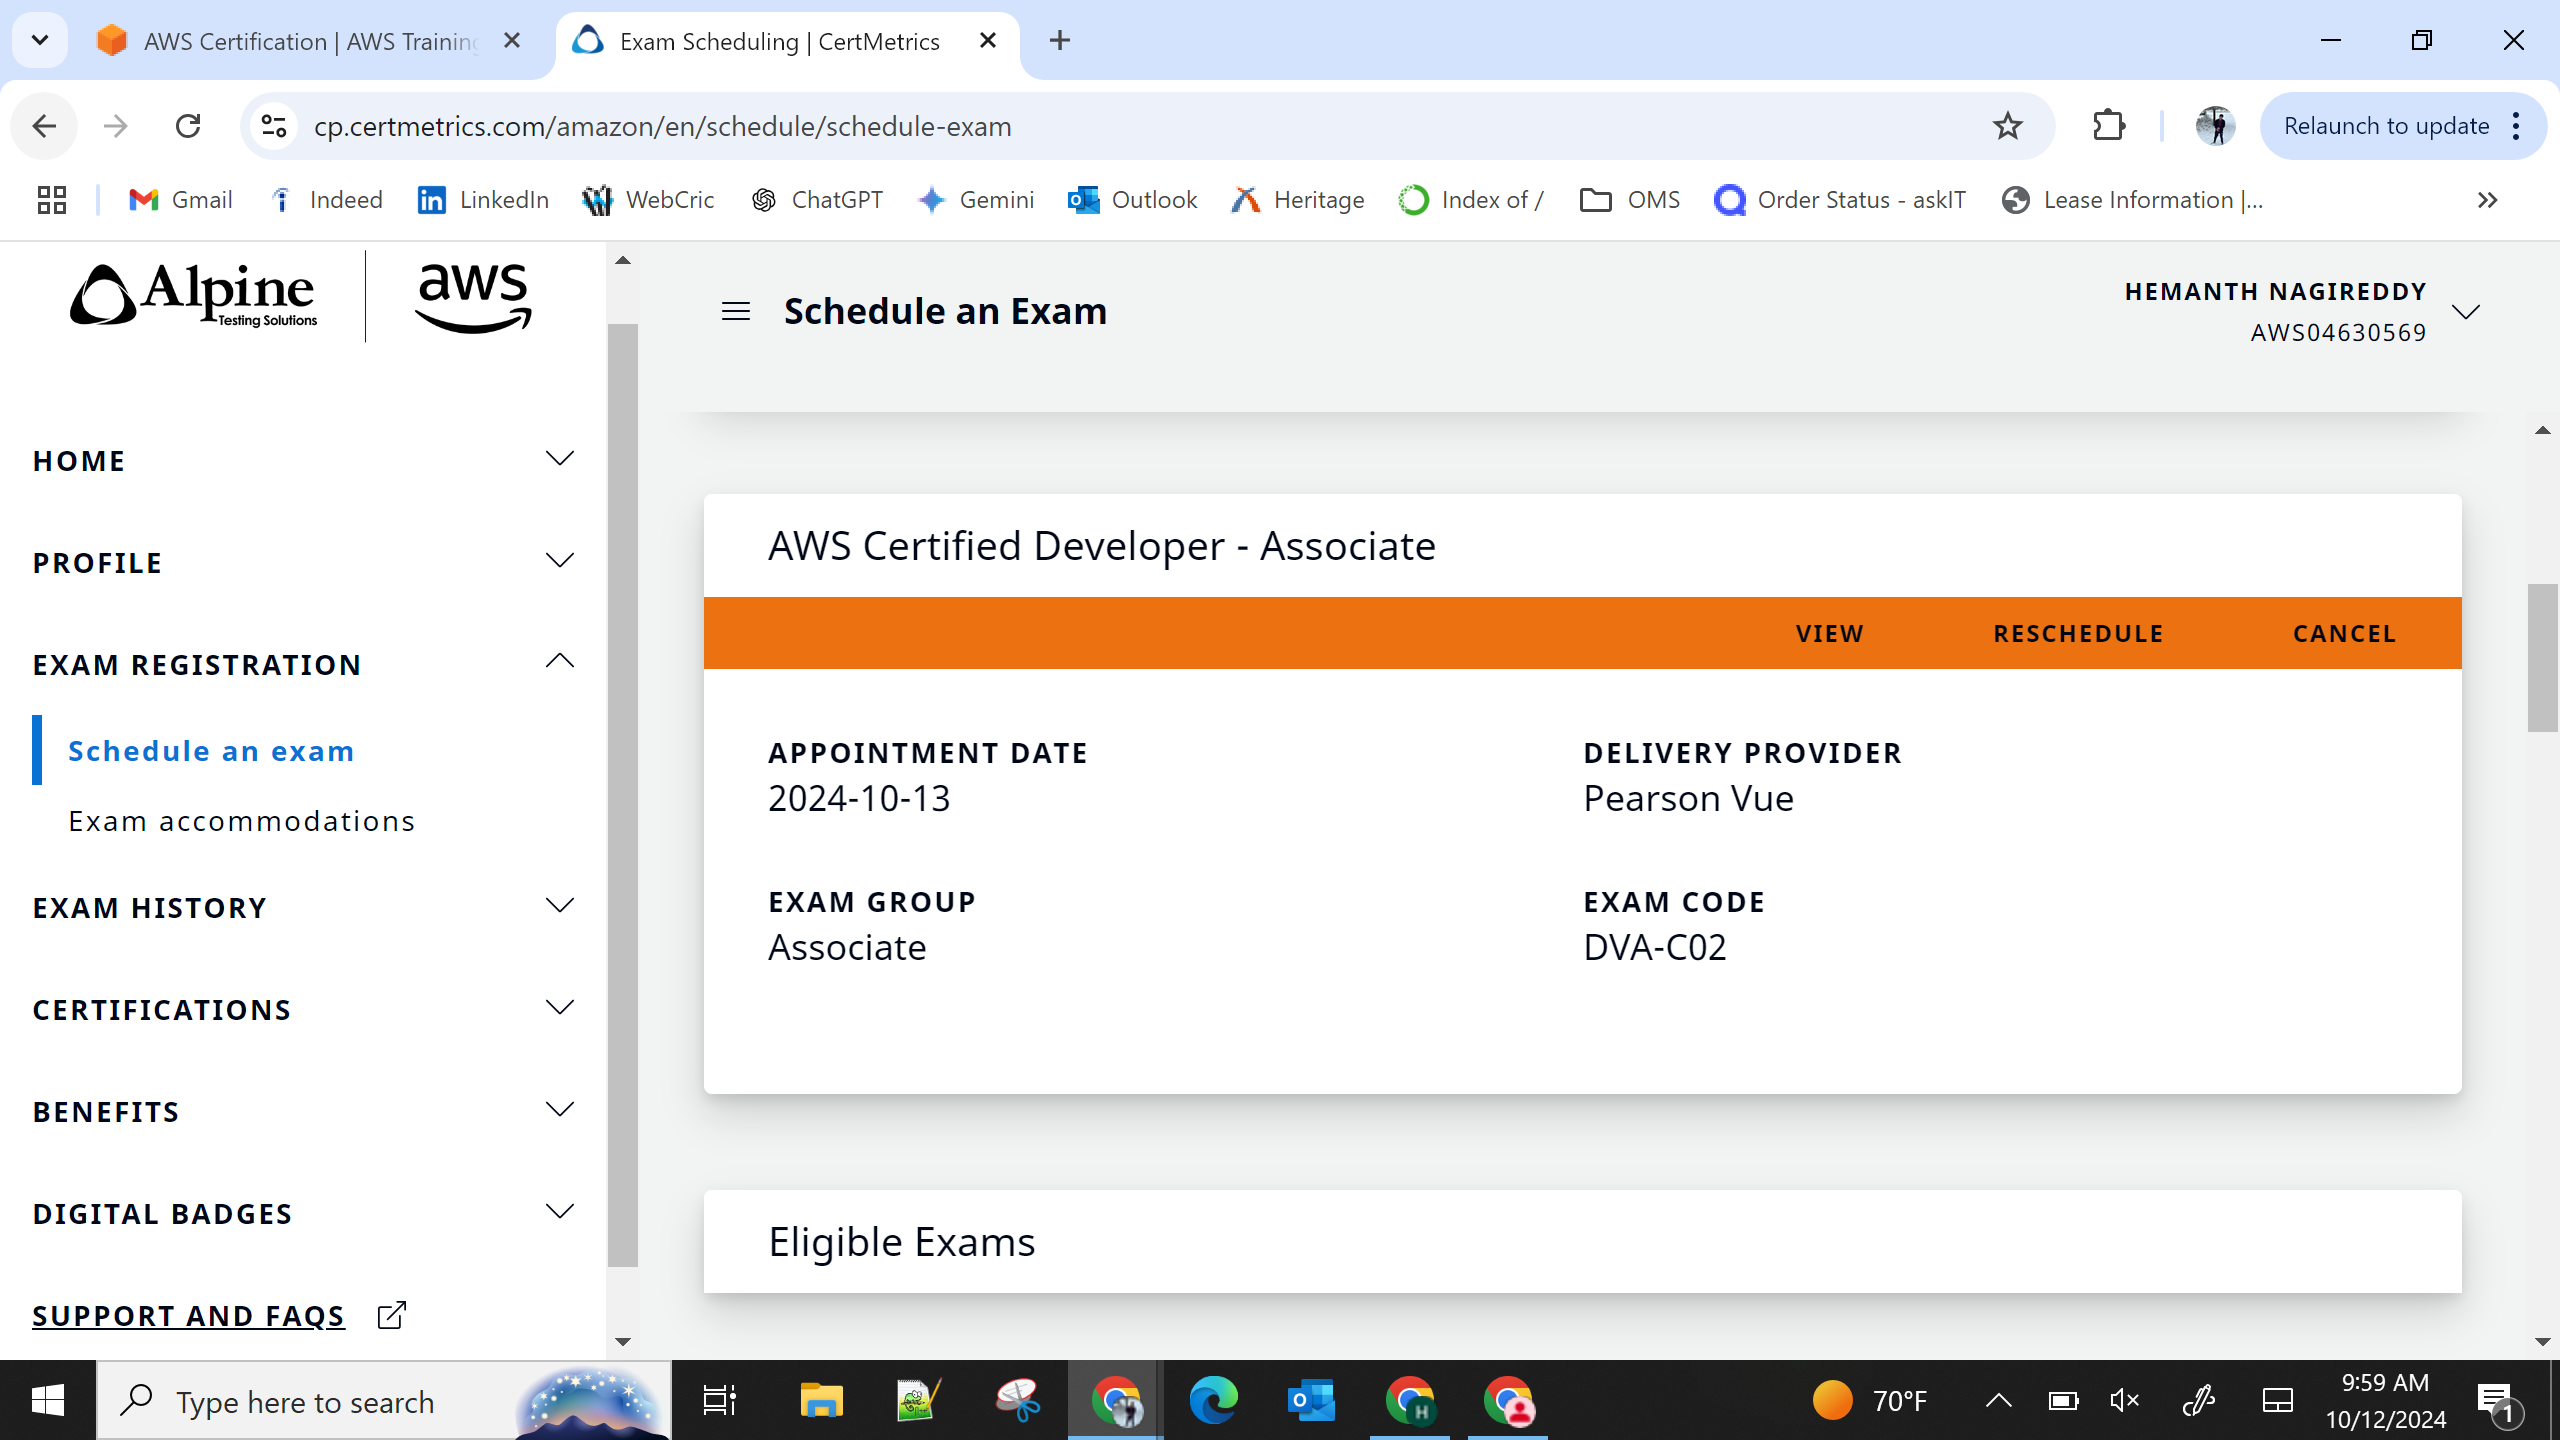 AWS Certification | AWS Training
Exam Scheduling | CertMetrics
cp.certmetrics.com/amazon/en/schedule/schedule-exam
Relaunch to update
Gmail
Indeed
LinkedIn
WebCric
ChatGPT
Gemini
Outlook
Heritage
Index of /
OMS
Order Status - askIT
Lease Information |...
Alpine
Testing Solutions
aws
Schedule an Exam
HEMANTH NAGIREDDY
AWS04630569
HOME
PROFILE
EXAM REGISTRATION
Schedule an exam
Exam accommodations
EXAM HISTORY
CERTIFICATIONS
BENEFITS
DIGITAL BADGES
SUPPORT AND FAQS
AWS Certified Developer - Associate
VIEW RESCHEDULE CANCEL
APPOINTMENT DATE
2024-10-13
DELIVERY PROVIDER
Pearson Vue
EXAM GROUP
Associate
EXAM CODE
DVA-C02
Eligible Exams
Type here to search
H
70°F
9:59 AM
10/12/2024
1